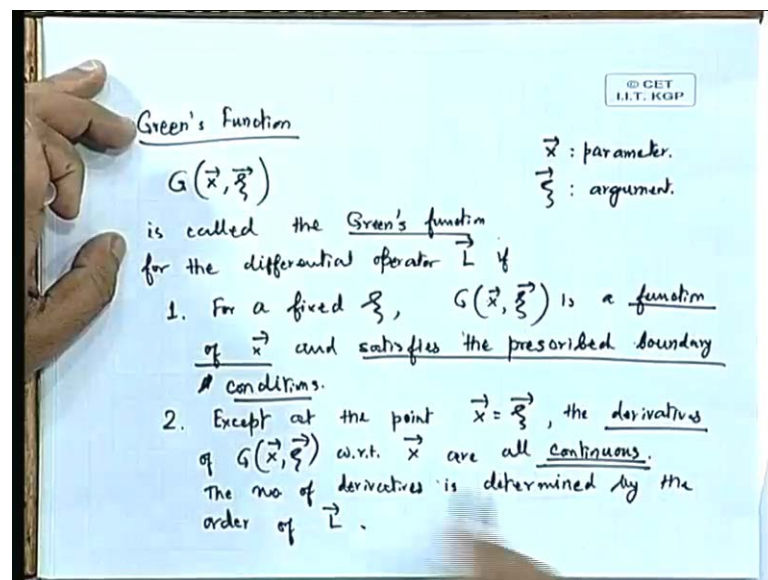 © CET
I.I.T. KGP
Green's Function
G(x⃗, ξ⃗)
x⃗ : parameter.
ξ⃗ : argument.
is called the Green's function
for the differential operator L⃗ if
1. For a fixed ξ, G(x⃗, ξ⃗) is a function
of x⃗ and satisfies the prescribed boundary
conditions.
2. Except at the point x⃗ = ξ⃗, the derivatives
of G(x⃗, ξ⃗) w.r.t. x⃗ are all continuous.
The no of derivatives is determined by the
order of L⃗.